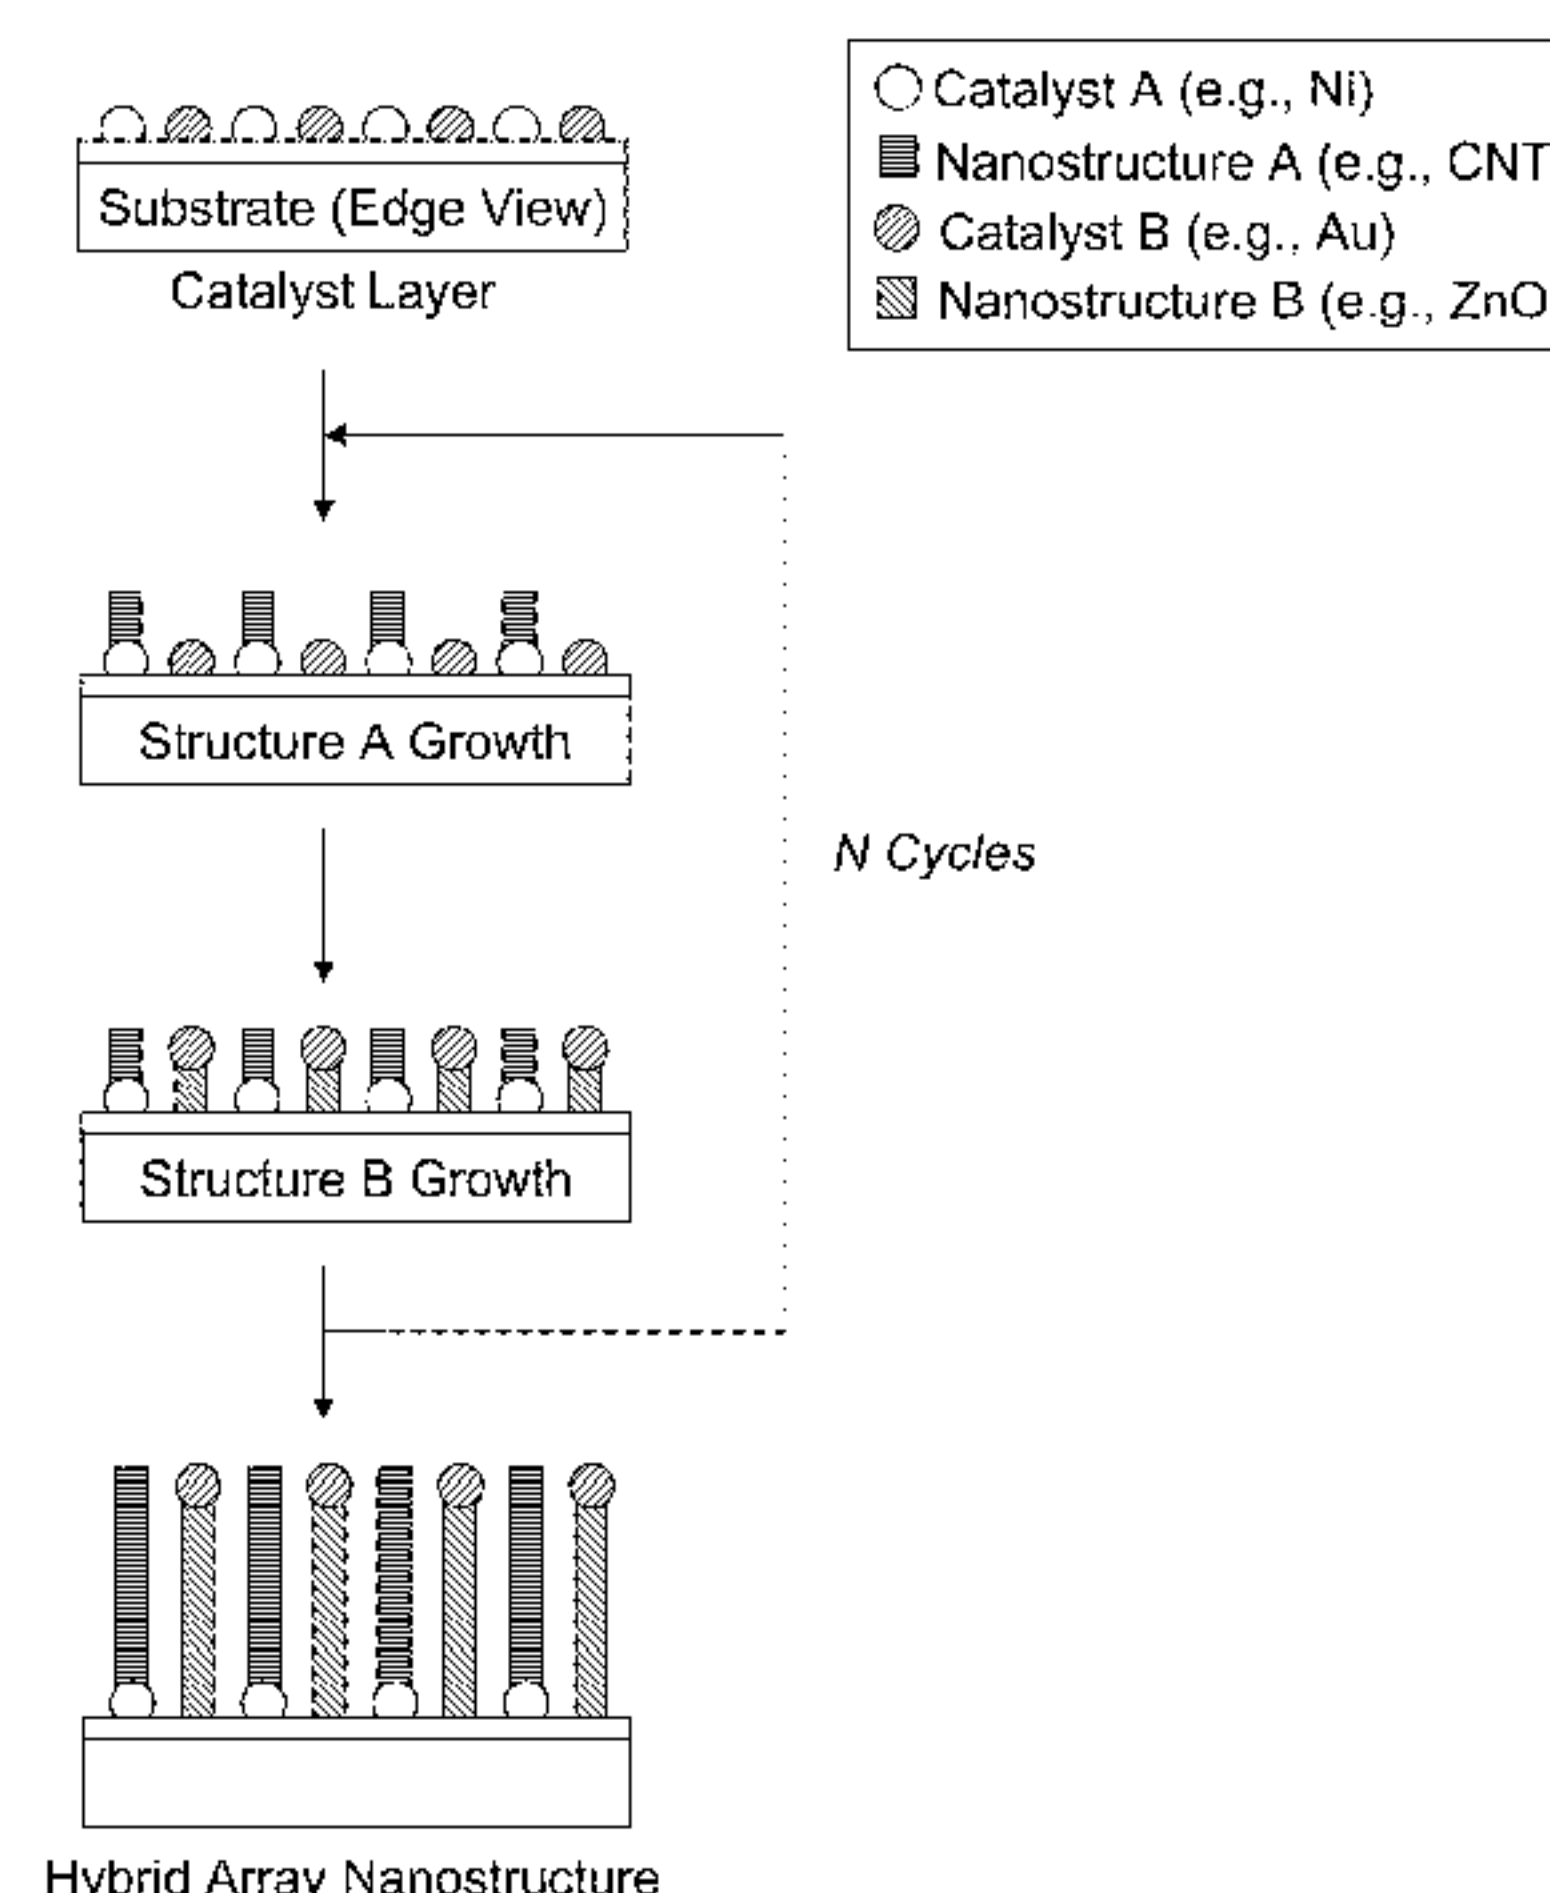 Catalyst A (e.g., Ni)
Nanostructure A (e.g., CNT
Catalyst B (e.g., Au)
Nanostructure B (e.g., ZnO
Substrate (Edge View)
Catalyst Layer
Structure A Growth
N Cycles
Structure B Growth
Hybrid Array Nanostructure